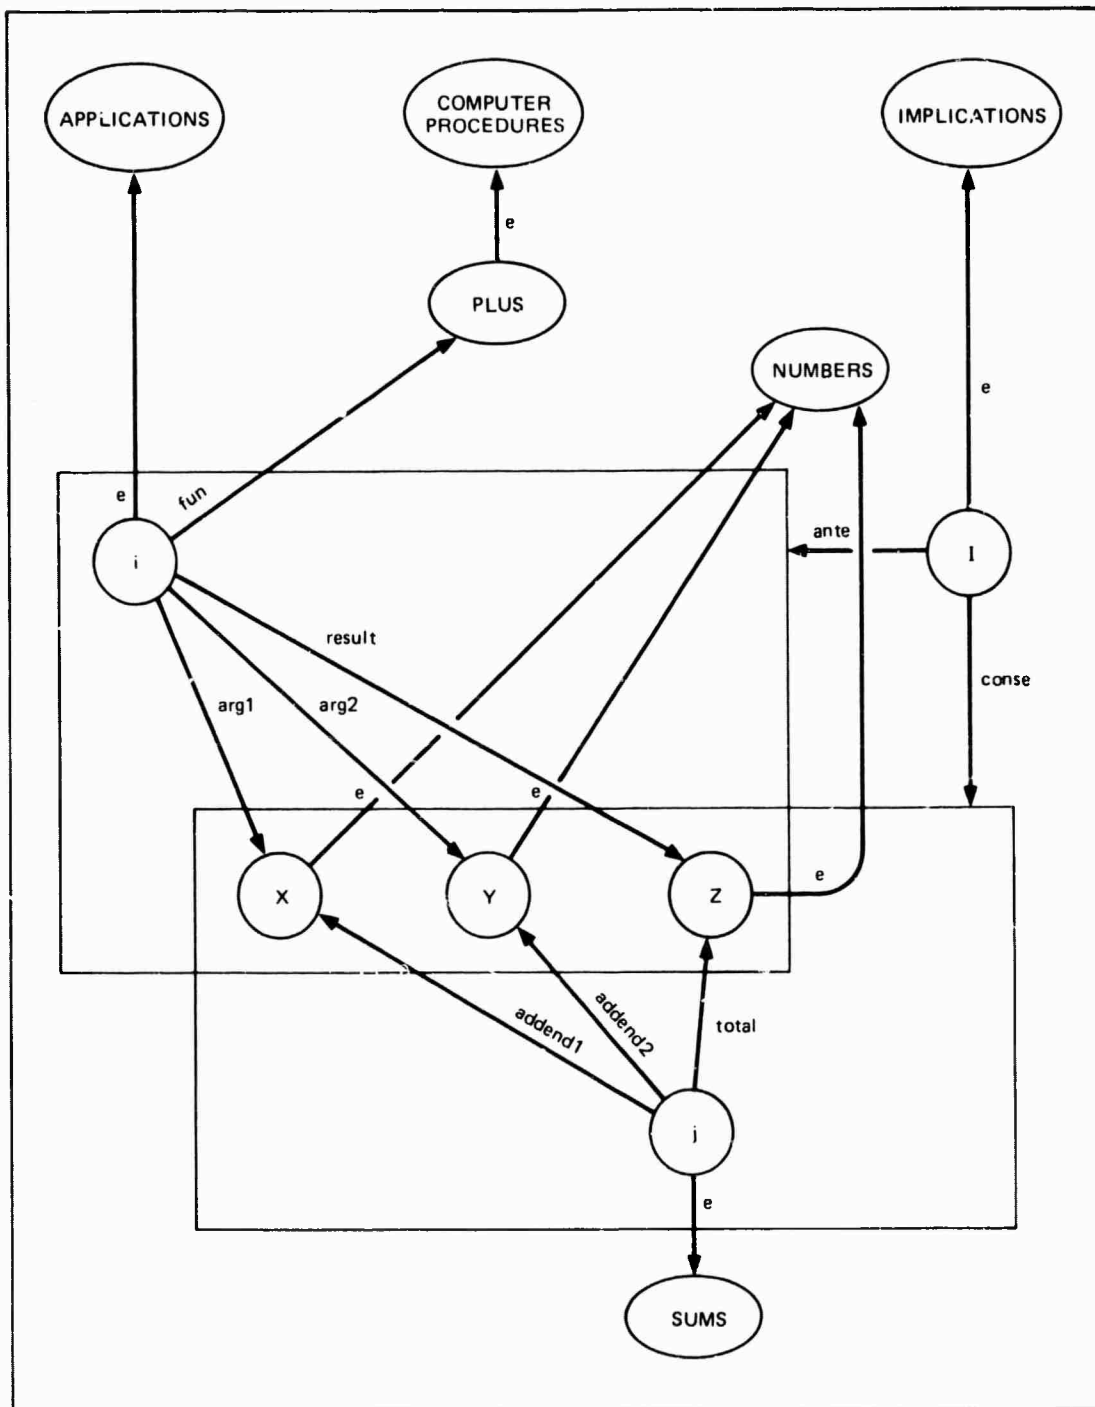 APPLICATIONS
COMPUTER
PROCEDURES
IMPLICATIONS
e
PLUS
NUMBERS
e
e
fun
ante
i
I
result
conse
arg1
arg2
e
e
e
X
Y
Z
addend1
addend2
total
j
e
SUMS